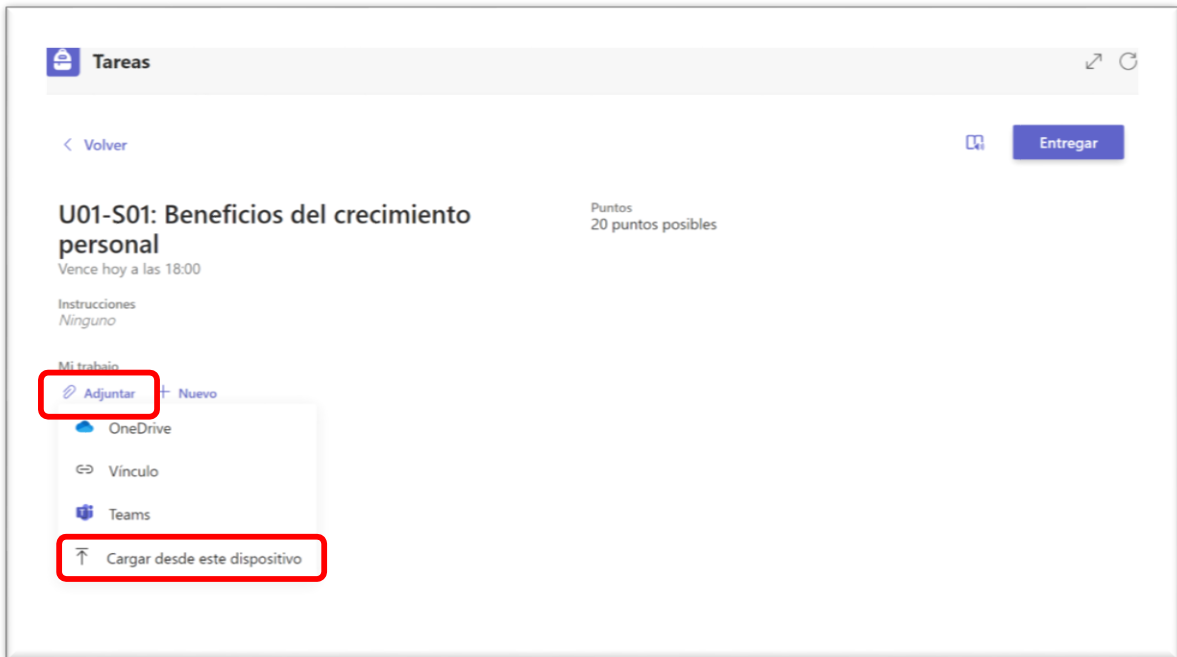 Tareas
Volver
Entregar
U01-S01: Beneficios del crecimiento
personal
Vence hoy a las 18:00
Puntos
20 puntos posibles
Instrucciones
Ninguno
Mi trabajo
Adjuntar + Nuevo
OneDrive
Vínculo
Teams
Cargar desde este dispositivo